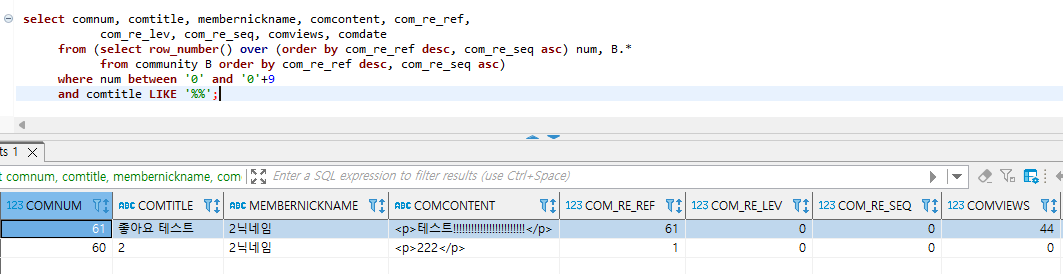 select comnum, comtitle, membernickname, comcontent, com_re_ref,
com_re_lev, com_re_seq, comviews, comdate
from (select row_number() over (order by com_re_ref desc, com_re_seq asc) num, B.*
from community B order by com_re_ref desc, com_re_seq asc)
where num between '0' and '0'+9
and comtitle LIKE '%%';
ts 1
t comnum, comtitle, membernickname, com Enter a SQL expression to filter results (use Ctrl+Space)
123 COMNUM ABC COMTITLE ABC MEMBERNICKNAME ABC COMCONTENT 123 COM_RE_REF 123 COM_RE_LEV 123 COM_RE_SEQ 123 COMVIEWS
61 좋아요 테스트 2닉네임 <p>테스트!!!!!!!!!!!!!!!!!!!!!!!!</p> 61 0 0 44
60 2 2닉네임 <p>222</p> 1 0 0 0